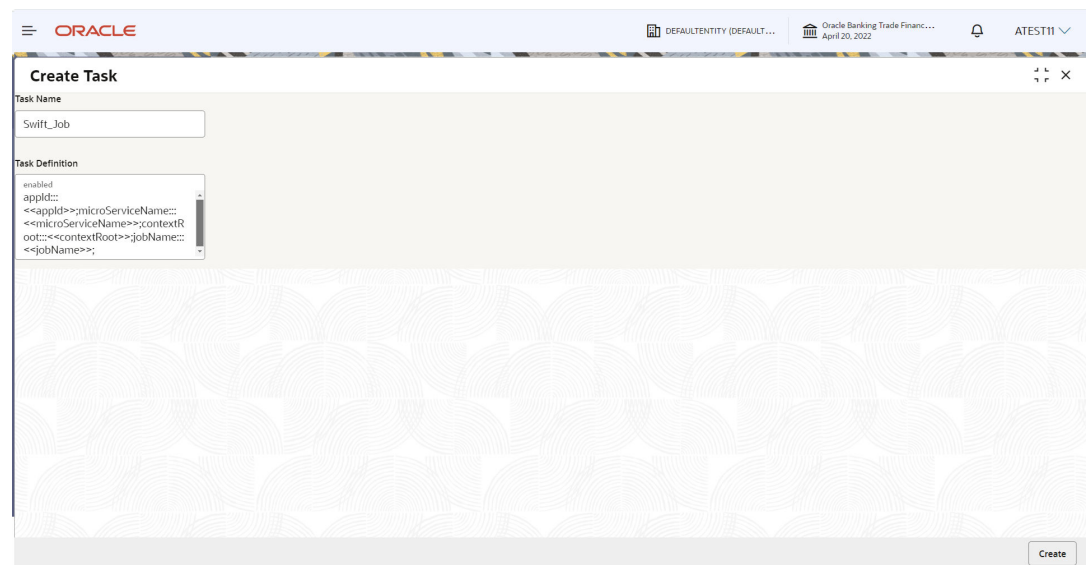 ORACLE
DEFAULTENTITY (DEFAULT...
Oracle Banking Trade Financ...
April 20, 2022
ATEST11
Create Task
Task Name
Swift_Job
Task Definition
enabled
appId:::
<<appId>>;microServiceName:::
<<microServiceName>>;contextR
oot:::<<contextRoot>>;jobName:::
<<jobName>>;
Create